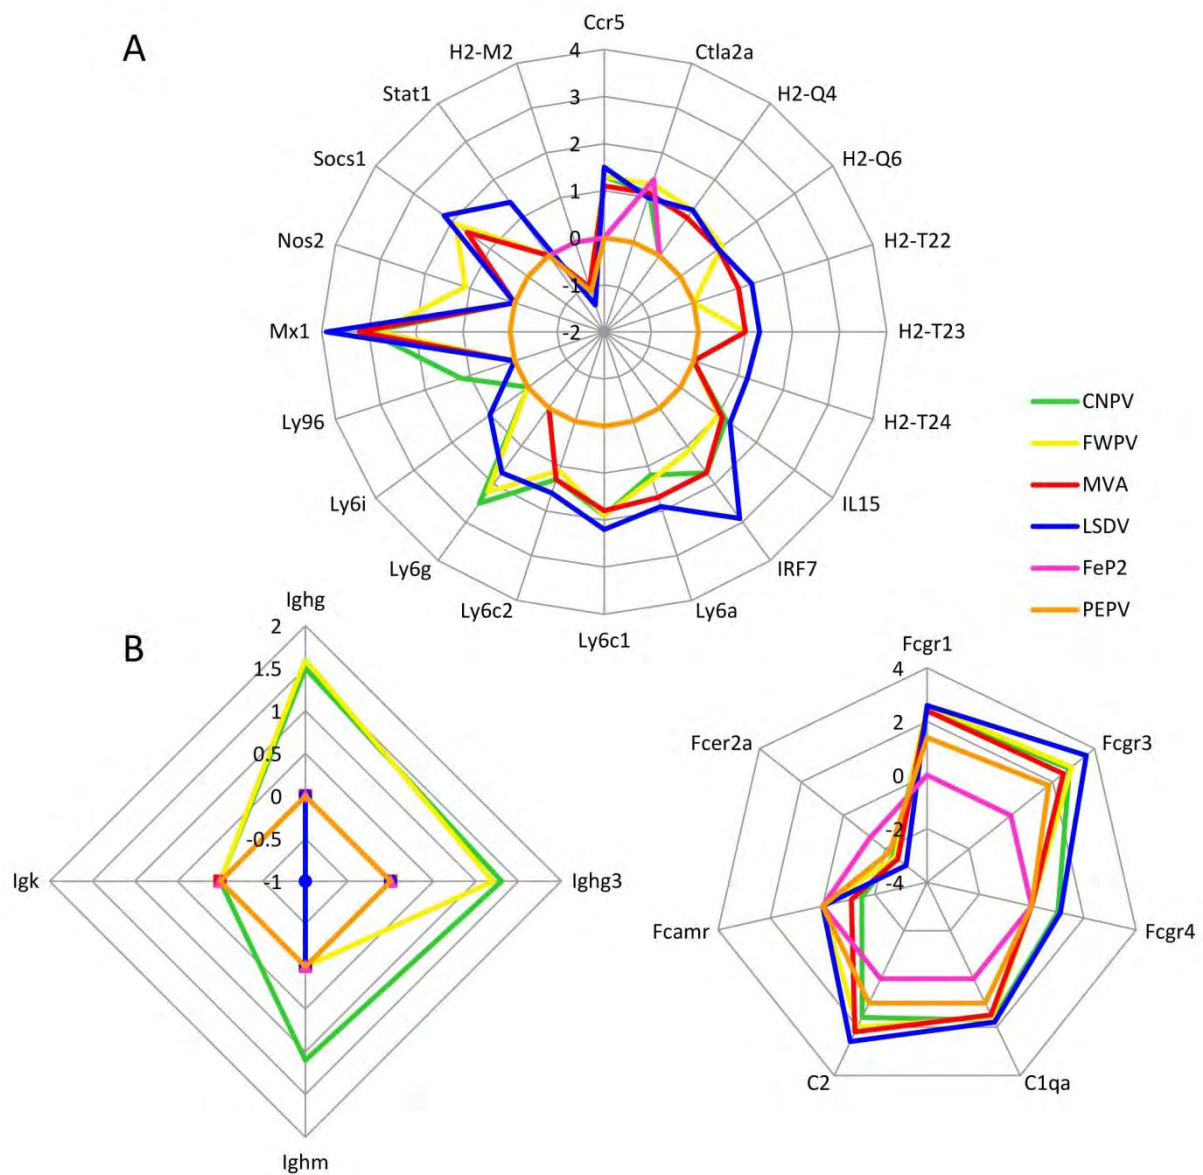 A
Ccr5
H2-M2
Ctla2a
Stat1
H2-Q4
Socs1
H2-Q6
Nos2
H2-T22
Mx1
H2-T23
Ly96
H2-T24
Ly6i
IL15
Ly6g
IRF7
Ly6c2
Ly6a
Ly6c1
4
3
2
1
0
-1
-2
CNPV
FWPV
MVA
LSDV
FeP2
PEPV
B
Ighg
2
1.5
1
0.5
0
-0.5
-1
Igk
Ighg3
Ighm
Fcgr1
4
2
0
-2
-4
Fcer2a
Fcgr3
Fcamr
Fcgr4
C2
C1qa